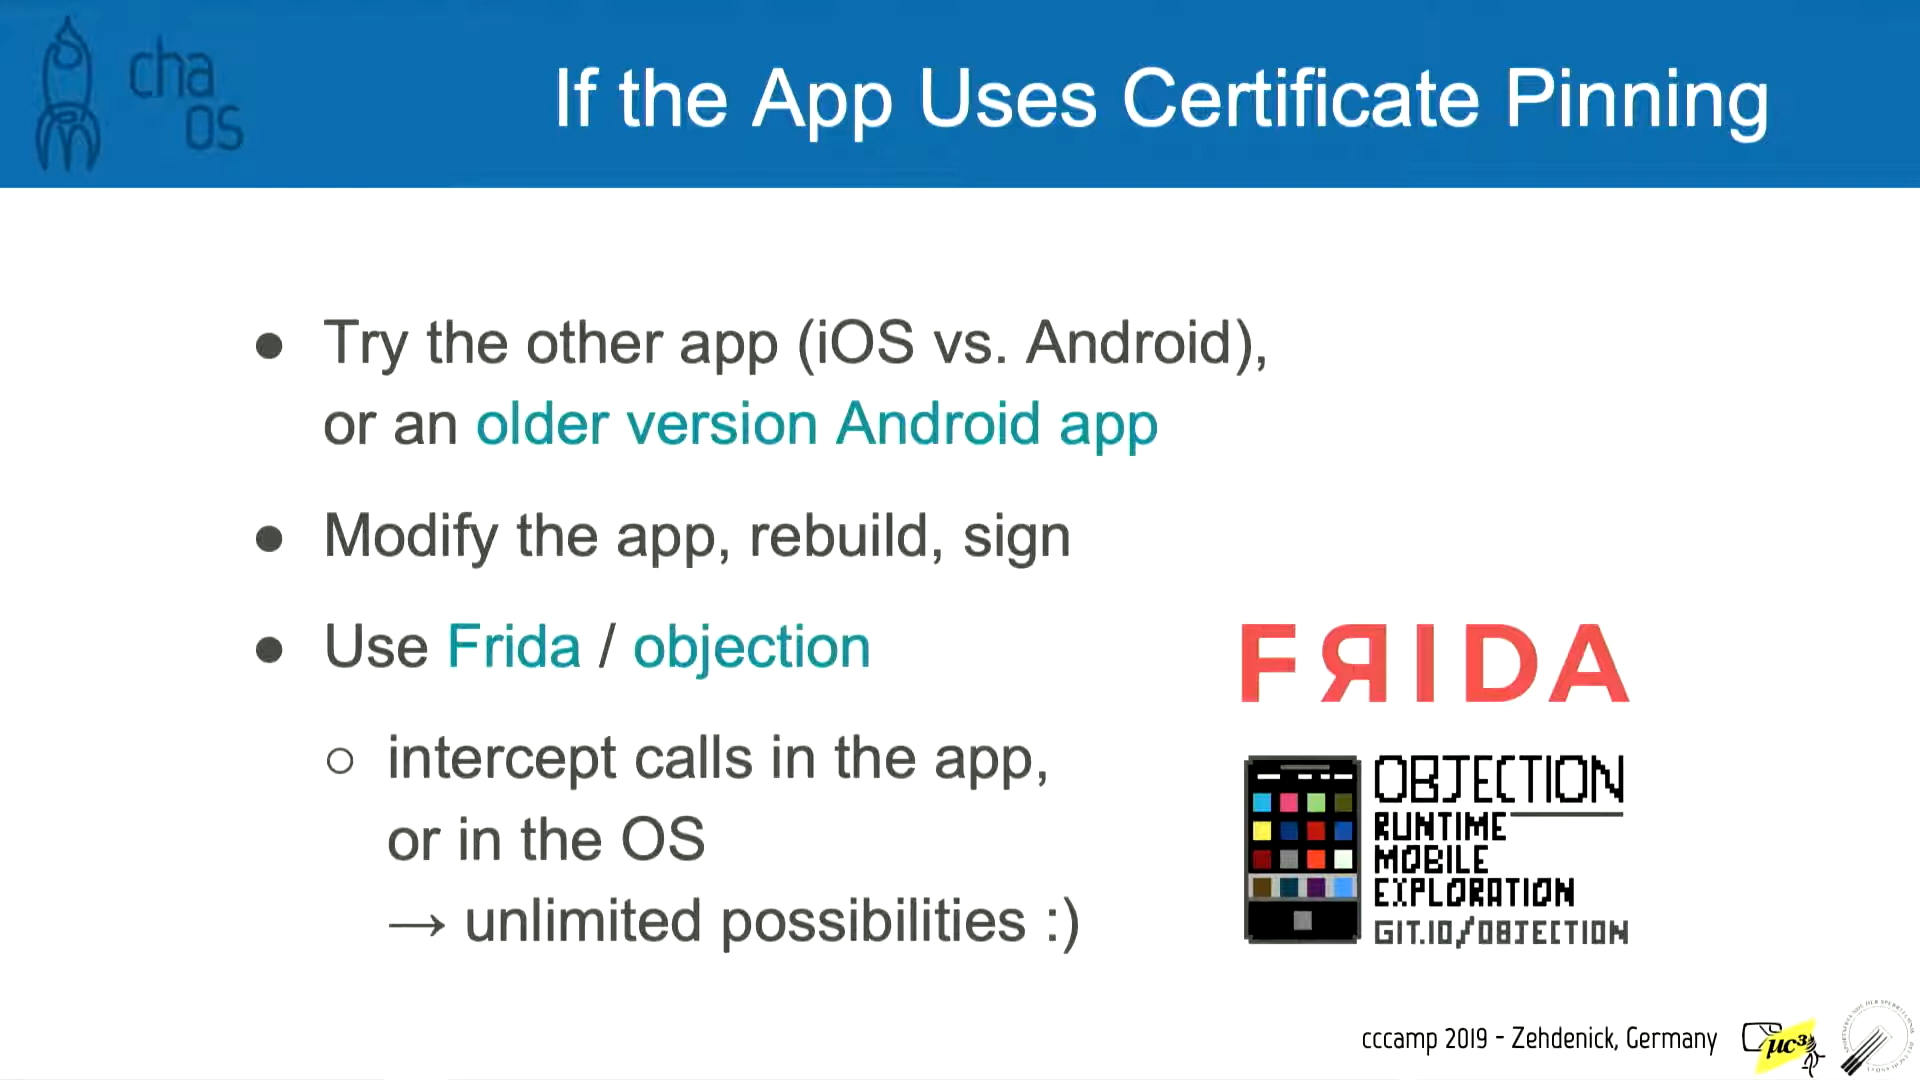 cha
os
If the App Uses Certificate Pinning
● Try the other app (iOS vs. Android),
or an older version Android app
● Modify the app, rebuild, sign
● Use Frida / objection
○ intercept calls in the app,
or in the OS
→ unlimited possibilities :)
FЯIDA
OBJECTION
RUNTIME
MOBILE
EXPLORATION
GIT.IO/OBJECTION
cccamp 2019 - Zehdenick, Germany
µc³